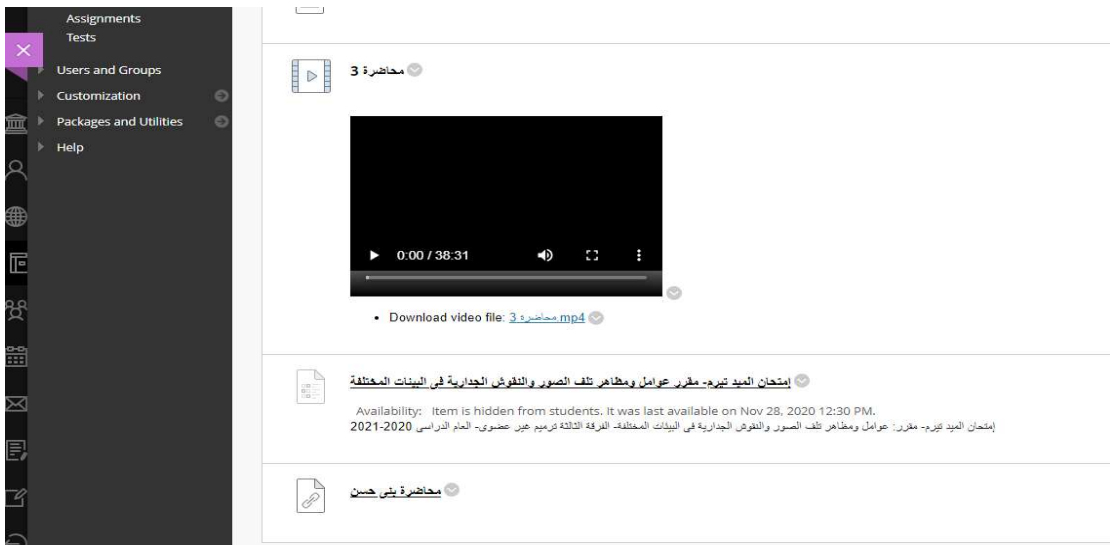 Assignments
Tests
Users and Groups
Customization
Packages and Utilities
Help
محاضرة 3
0:00 / 38:31
Download video file: محاضرة 3.mp4
إمتحان الميد تيرم- مقرر عوامل ومظاهر تلف الصور والنقوش الجدارية فى البيئات المختلفة
Availability: Item is hidden from students. It was last available on Nov 28, 2020 12:30 PM.
إمتحان الميد تيرم- مقرر: عوامل ومظاهر تلف الصور والنقوش الجدارية فى البيئات المختلفة- الفرقة الثالثة ترميم غير عضوى- العام الدراسى 2020-2021
محاضرة بنى حسن